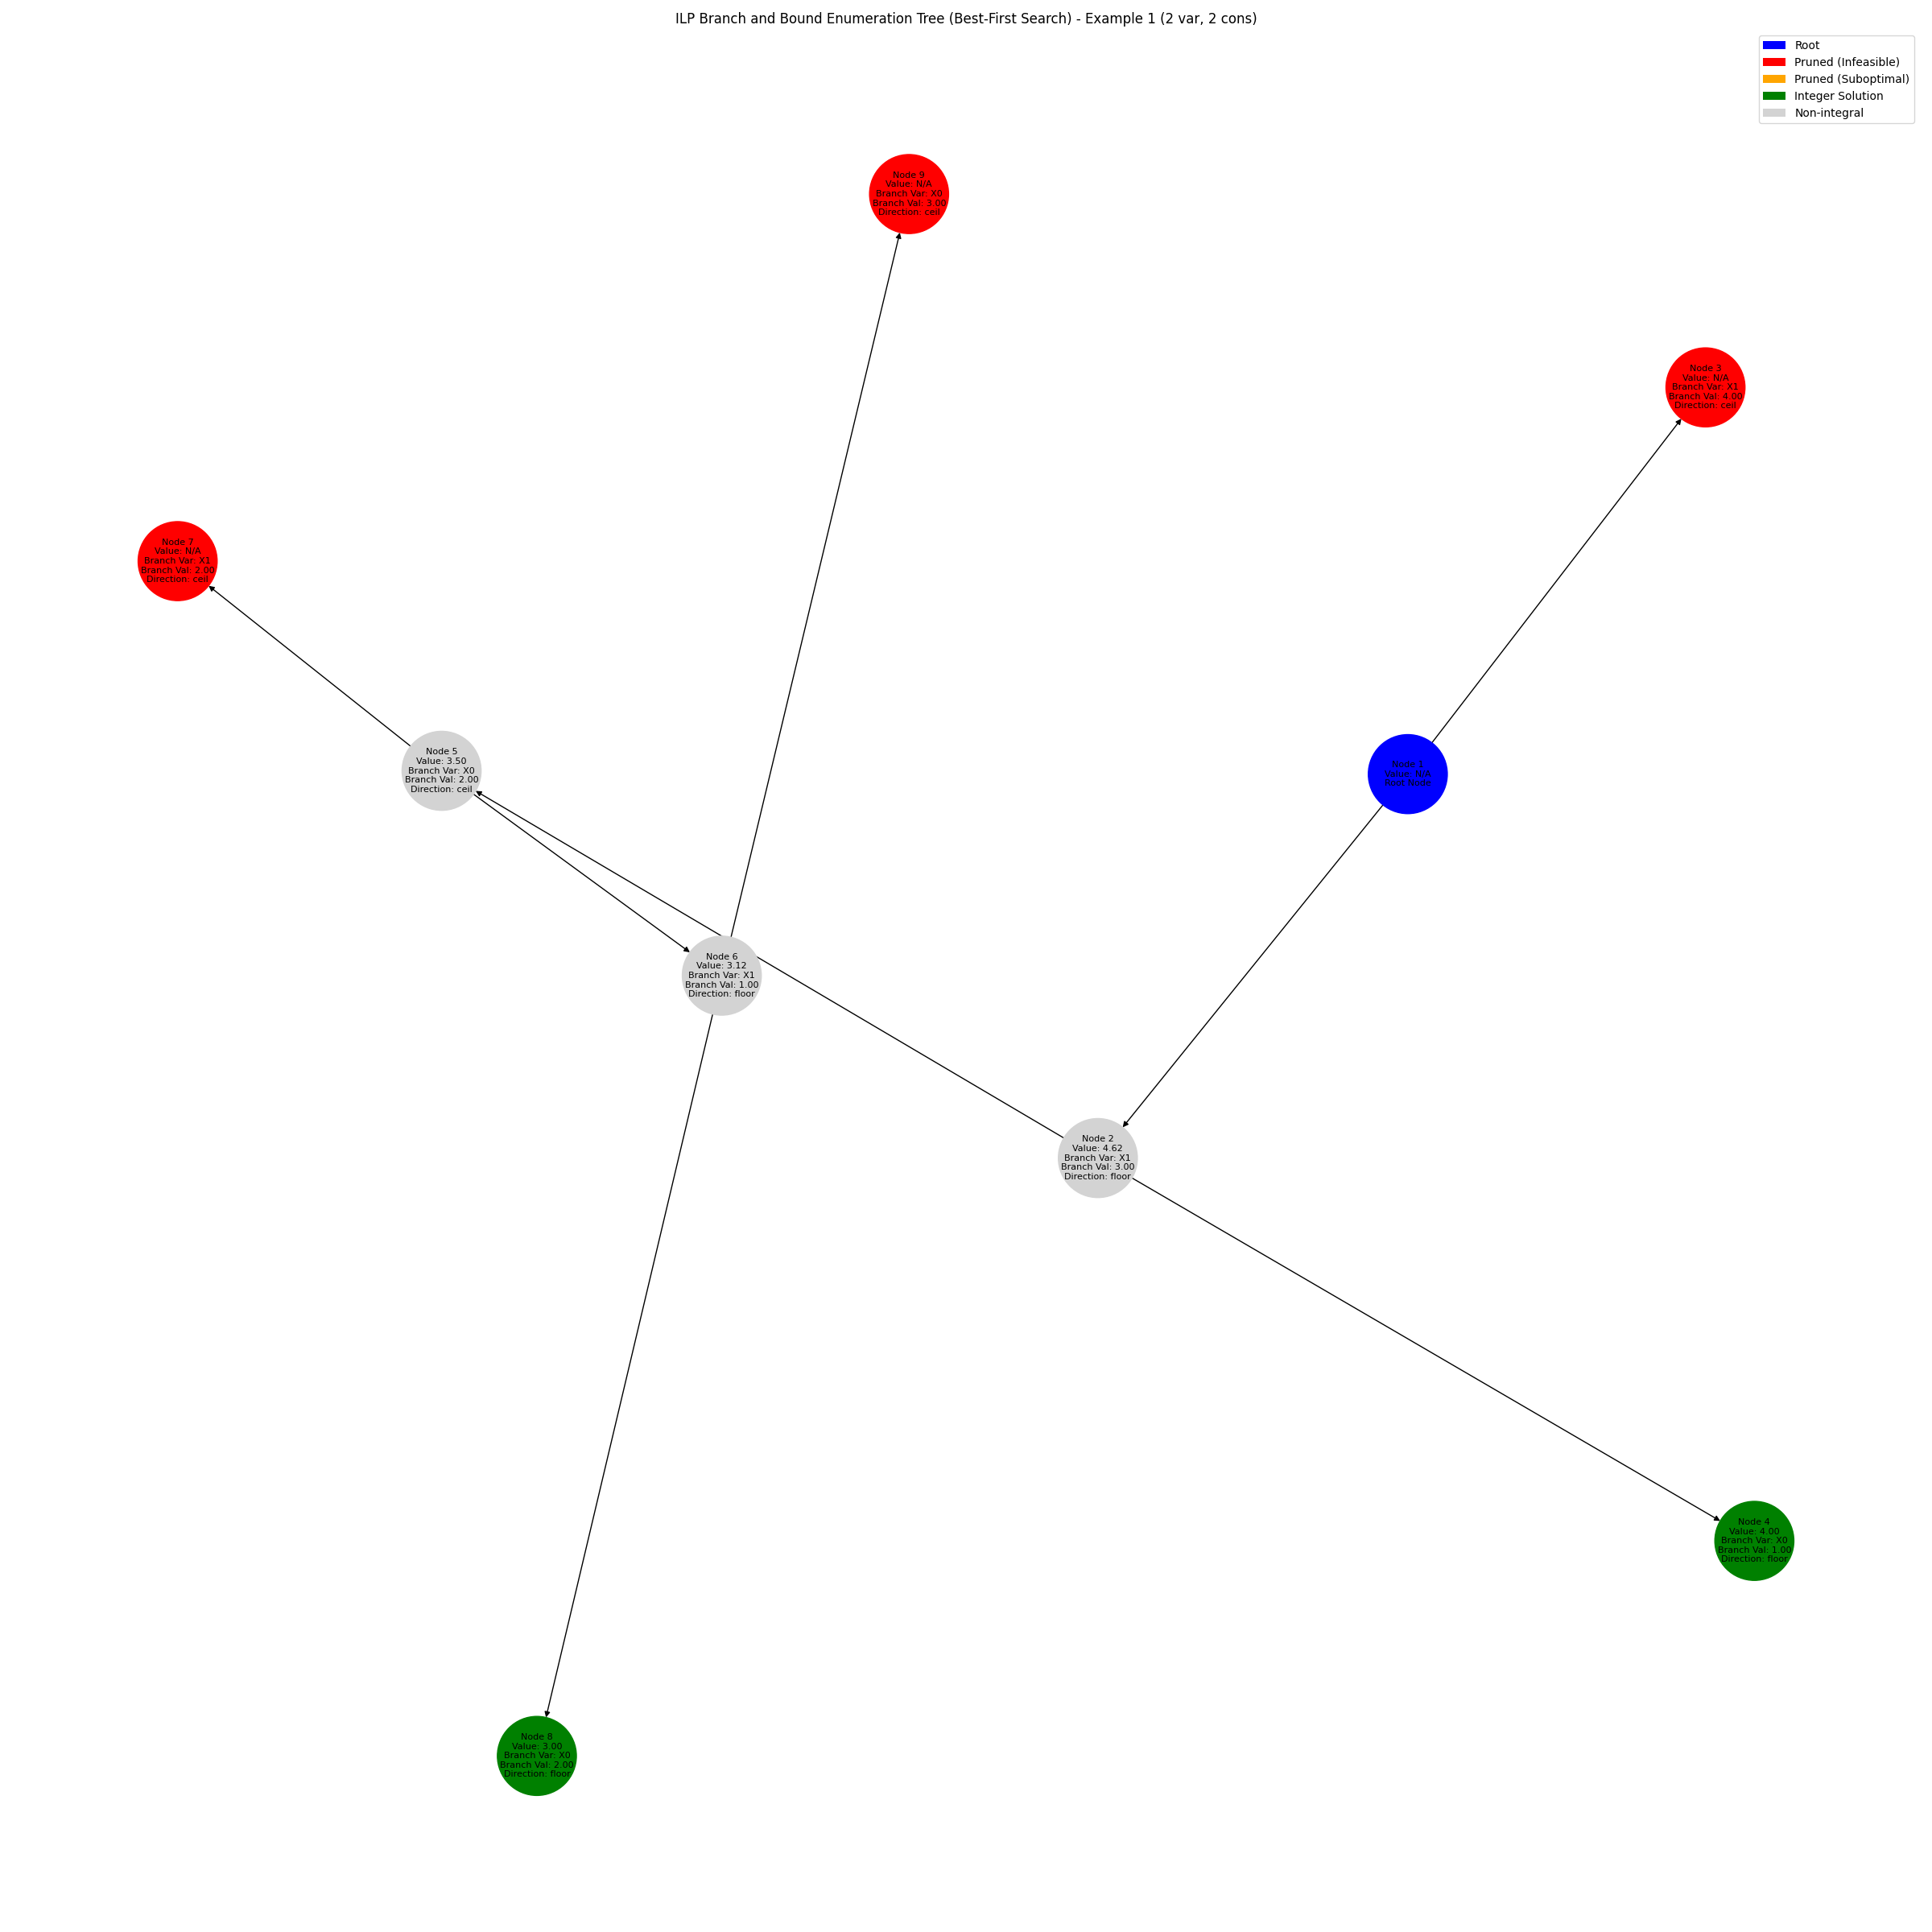 ILP Branch and Bound Enumeration Tree (Best-First Search) - Example 1 (2 var, 2 cons)
Root
Pruned (Infeasible)
Pruned (Suboptimal)
Integer Solution
Non-integral
Node 9
Value: N/A
Branch Var: X0
Branch Val: 3.00
Direction: ceil
Node 3
Value: N/A
Branch Var: X1
Branch Val: 4.00
Direction: ceil
Node 7
Value: N/A
Branch Var: X1
Branch Val: 2.00
Direction: ceil
Node 5
Value: 3.50
Branch Var: X0
Branch Val: 2.00
Direction: ceil
Node 1
Value: N/A
Root Node
Node 6
Value: 3.12
Branch Var: X1
Branch Val: 1.00
Direction: floor
Node 2
Value: 4.62
Branch Var: X1
Branch Val: 3.00
Direction: floor
Node 4
Value: 4.00
Branch Var: X0
Branch Val: 1.00
Direction: floor
Node 8
Value: 3.00
Branch Var: X0
Branch Val: 2.00
Direction: floor